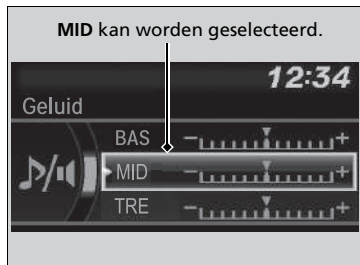 MID kan worden geselecteerd.
12:34
Geluid
BAS - +
MID - +
TRE - +